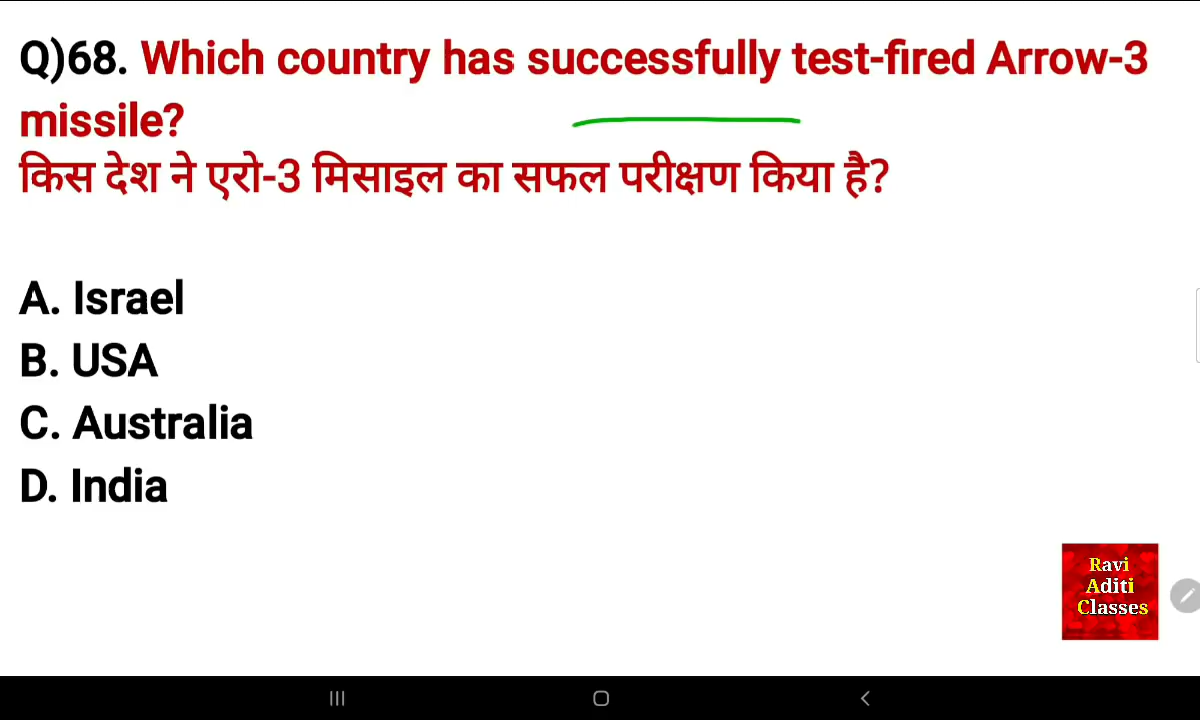 Q)68. Which country has successfully test-fired Arrow-3
missile?
किस देश ने एरो-3 मिसाइल का सफल परीक्षण किया है?
A. Israel
B. USA
C. Australia
D. India
Ravi
Aditi
Classes